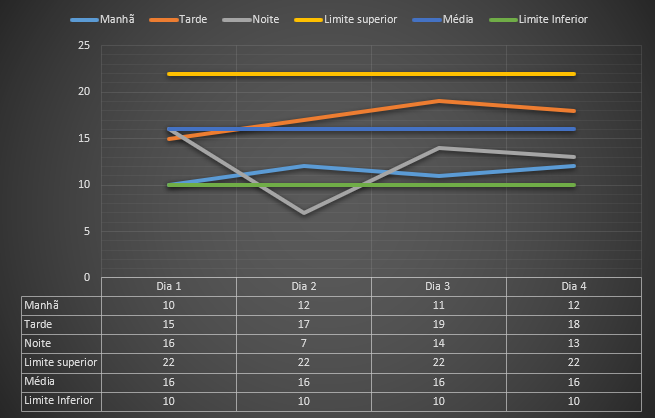 Manhã Tarde Noite Limite superior Média Limite Inferior
25
20
15
10
5
0
Dia 1 Dia 2 Dia 3 Dia 4
Manhã 10 12 11 12
Tarde 15 17 19 18
Noite 16 7 14 13
Limite superior 22 22 22 22
Média 16 16 16 16
Limite Inferior 10 10 10 10